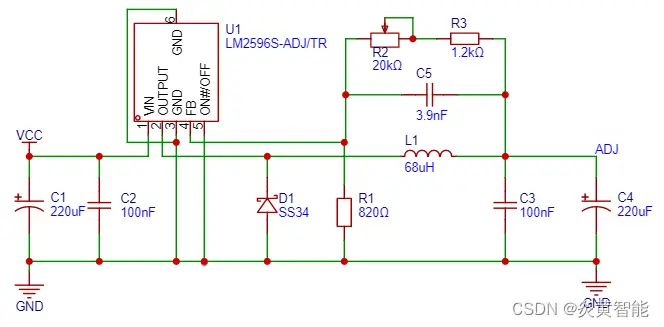 U1
LM2596S-ADJ/TR
6
GND
VIN
OUTPUT
GND
FB
ON#/OFF
1
2
3
4
5
R2
20kΩ
R3
1.2kΩ
C5
3.9nF
VCC
L1
68uH
ADJ
C1
220uF
C2
100nF
D1
SS34
R1
820Ω
C3
100nF
C4
220uF
GND
GND
CSDN @炎黄智能